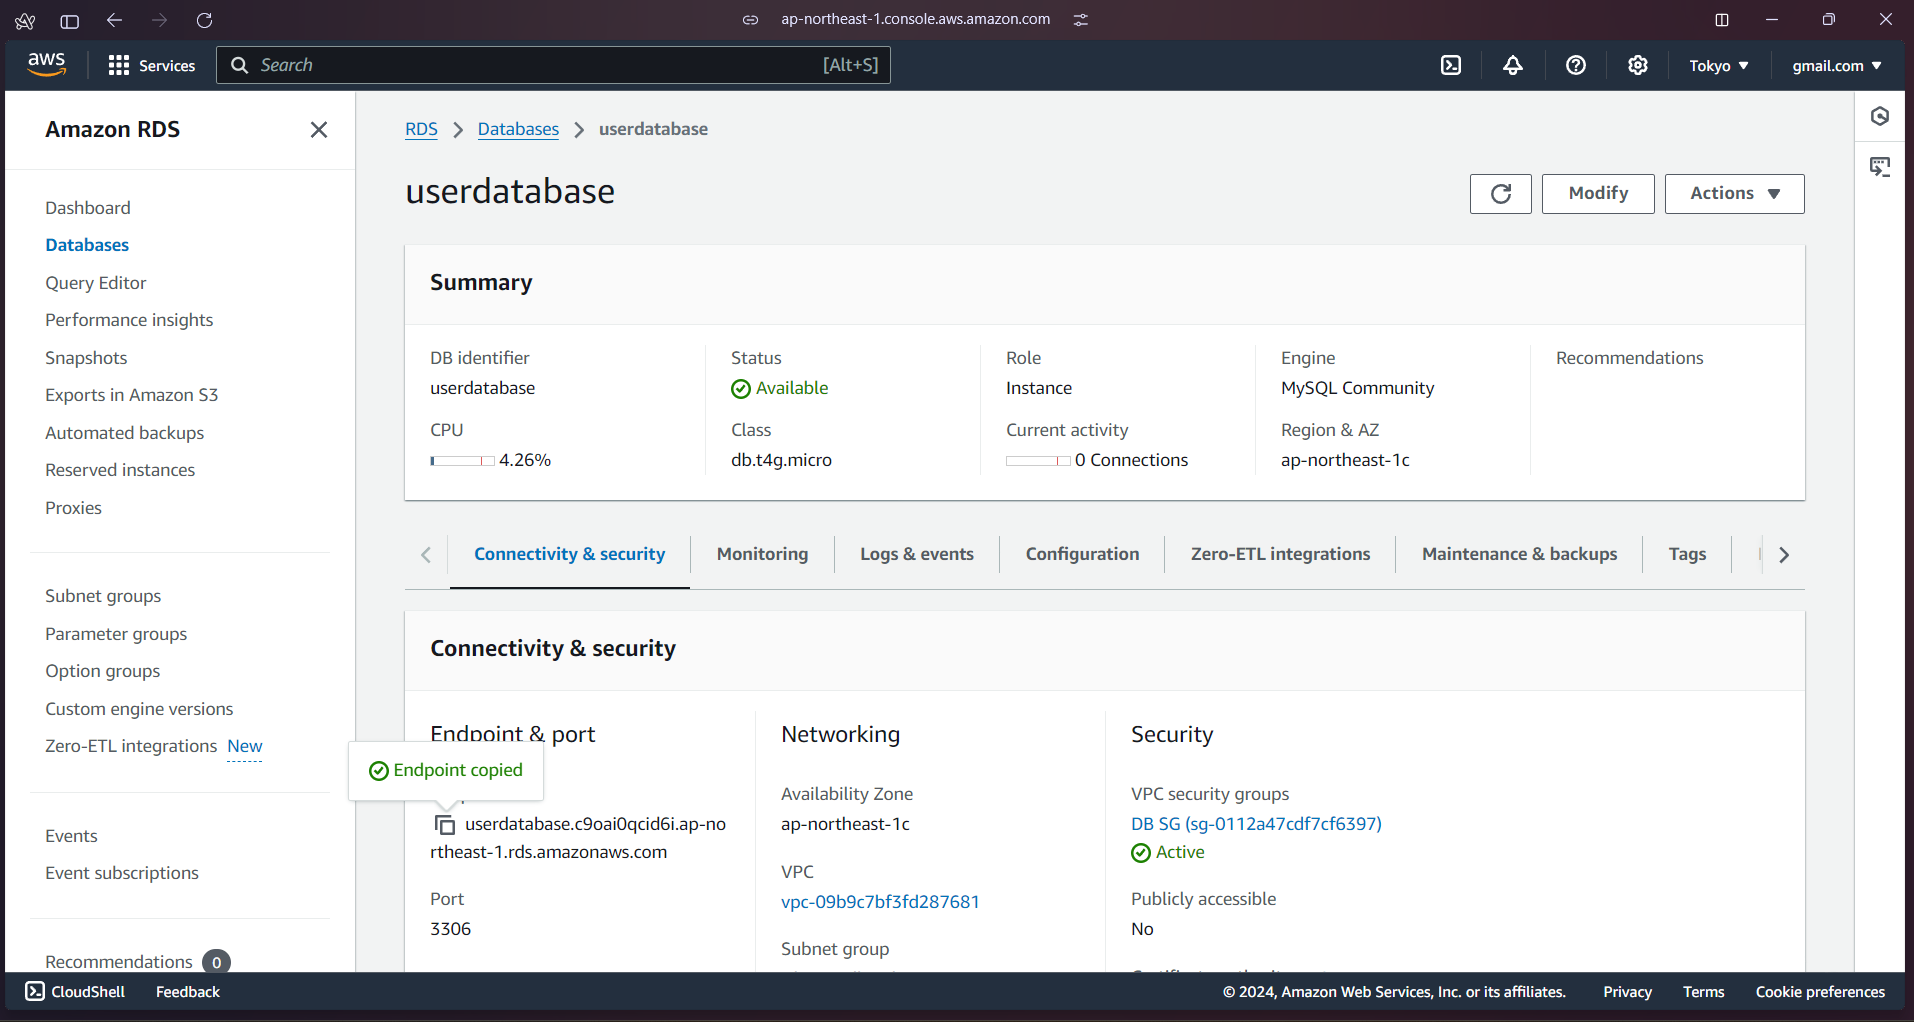 ap-northeast-1.console.aws.amazon.com
aws
Services
Search
[Alt+S]
Tokyo
gmail.com
Amazon RDS
Dashboard
Databases
Query Editor
Performance insights
Snapshots
Exports in Amazon S3
Automated backups
Reserved instances
Proxies
Subnet groups
Parameter groups
Option groups
Custom engine versions
Zero-ETL integrations New
Events
Event subscriptions
Recommendations 0
RDS > Databases > userdatabase
userdatabase
Modify
Actions
Summary
DB identifier
userdatabase
CPU
4.26%
Status
Available
Class
db.t4g.micro
Role
Instance
Current activity
0 Connections
Engine
MySQL Community
Region & AZ
ap-northeast-1c
Recommendations
Connectivity & security
Monitoring
Logs & events
Configuration
Zero-ETL integrations
Maintenance & backups
Tags
Connectivity & security
Endpoint & port
Endpoint copied
userdatabase.c9oai0qcid6i.ap-no
rtheast-1.rds.amazonaws.com
Port
3306
Networking
Availability Zone
ap-northeast-1c
VPC
vpc-09b9c7bf3fd287681
Subnet group
Security
VPC security groups
DB SG (sg-0112a47cdf7cf6397)
Active
Publicly accessible
No
CloudShell
Feedback
© 2024, Amazon Web Services, Inc. or its affiliates.
Privacy
Terms
Cookie preferences